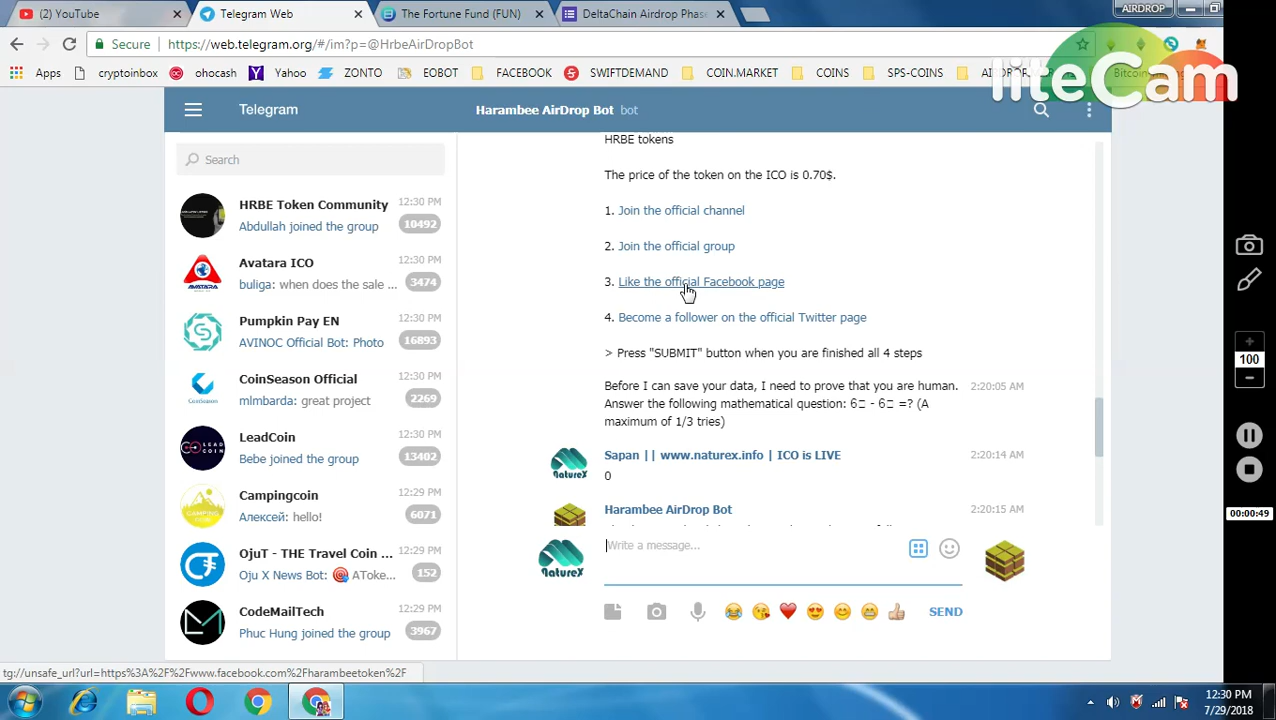 (2) YouTube
Telegram Web
The Fortune Fund (FUN)
DeltaChain Airdrop Phase
AIRDROP
Secure
https://web.telegram.org/#/im?p=@HrbeAirDropBot
Apps
cryptoinbox
ohocash
Yahoo
ZONTO
EOBOT
FACEBOOK
SWIFTDEMAND
COIN.MARKET
COINS
SPS-COINS
liteCam
Telegram
Harambee AirDrop Bot bot
Search
HRBE Token Community 12:30 PM
Abdullah joined the group 10492
Avatara ICO 12:30 PM
buliga: when does the sale ... 3474
AVATARA
Pumpkin Pay EN 12:30 PM
AVINOC Official Bot: Photo 16893
CoinSeason Official 12:30 PM
mlmbarda: great project 2269
LeadCoin 12:30 PM
Bebe joined the group 13402
Campingcoin 12:29 PM
Алексей: hello! 6071
OjuT - THE Travel Coin ... 12:29 PM
Oju X News Bot: 🎯 AToke... 152
CodeMailTech 12:29 PM
Phuc Hung joined the group 3967
HRBE tokens
The price of the token on the ICO is 0.70$.
1. Join the official channel
2. Join the official group
3. Like the official Facebook page
4. Become a follower on the official Twitter page
> Press "SUBMIT" button when you are finished all 4 steps
Before I can save your data, I need to prove that you are human. 2:20:05 AM
Answer the following mathematical question: 6 - 6 =? (A
maximum of 1/3 tries)
Sapan || www.naturex.info | ICO is LIVE 2:20:14 AM
0
Harambee AirDrop Bot 2:20:15 AM
Write a message...
NatureX
SEND
100
00:00:49
tg://unsafe_url?url=https%3A%2F%2Fwww.facebook.com%2Fharambeetoken%2F
12:30 PM
7/29/2018